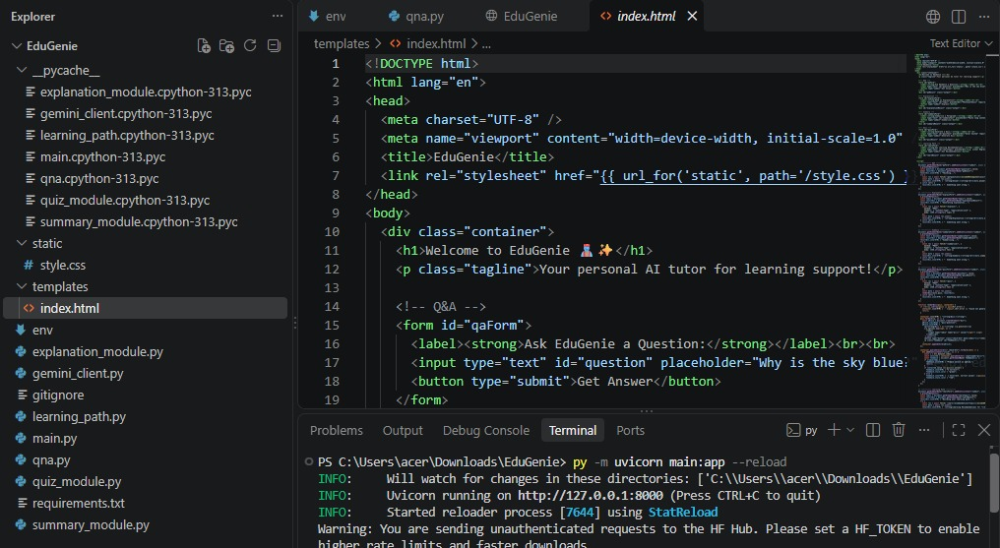 Explorer
EduGenie
__pycache__
explanation_module.cpython-313.pyc
gemini_client.cpython-313.pyc
learning_path.cpython-313.pyc
main.cpython-313.pyc
qna.cpython-313.pyc
quiz_module.cpython-313.pyc
summary_module.cpython-313.pyc
static
style.css
templates
index.html
env
explanation_module.py
gemini_client.py
gitignore
learning_path.py
main.py
qna.py
quiz_module.py
requirements.txt
summary_module.py
env qna.py EduGenie index.html
templates > index.html > ...
Text Editor
1 <!DOCTYPE html>
2 <html lang="en">
3 <head>
4 <meta charset="UTF-8" />
5 <meta name="viewport" content="width=device-width, initial-scale=1.0"
6 <title>EduGenie</title>
7 <link rel="stylesheet" href="{{ url_for('static', path='/style.css') }
8 </head>
9 <body>
10 <div class="container">
11 <h1>Welcome to EduGenie 🧞✨</h1>
12 <p class="tagline">Your personal AI tutor for learning support!</p>
13
14 <!-- Q&A -->
15 <form id="qaForm">
16 <label><strong>Ask EduGenie a Question:</strong></label><br><br>
17 <input type="text" id="question" placeholder="Why is the sky blue?
18 <button type="submit">Get Answer</button>
19 </form>
Problems Output Debug Console Terminal Ports
py
PS C:\Users\acer\Downloads\EduGenie> py -m uvicorn main:app --reload
INFO: Will watch for changes in these directories: ['C:\\Users\\acer\\Downloads\\EduGenie']
INFO: Uvicorn running on http://127.0.0.1:8000 (Press CTRL+C to quit)
INFO: Started reloader process [7644] using StatReload
Warning: You are sending unauthenticated requests to the HF Hub. Please set a HF_TOKEN to enable
higher rate limits and faster downloads